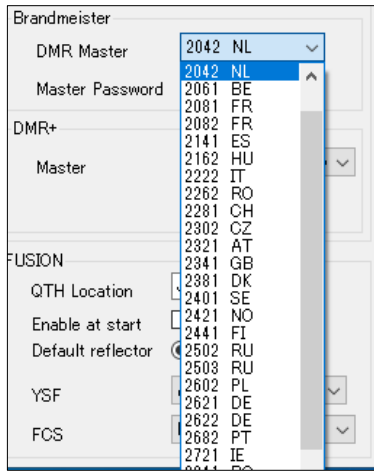 Brandmeister
DMR Master
2042 NL
Master Password
DMR+
Master
FUSION
QTH Location
Enable at start
Default reflector
YSF
FCS
2042 NL
2061 BE
2081 FR
2082 FR
2141 ES
2162 HU
2222 IT
2262 RO
2281 CH
2302 CZ
2321 AT
2341 GB
2381 DK
2401 SE
2421 NO
2441 FI
2502 RU
2503 RU
2602 PL
2621 DE
2622 DE
2682 PT
2721 IE